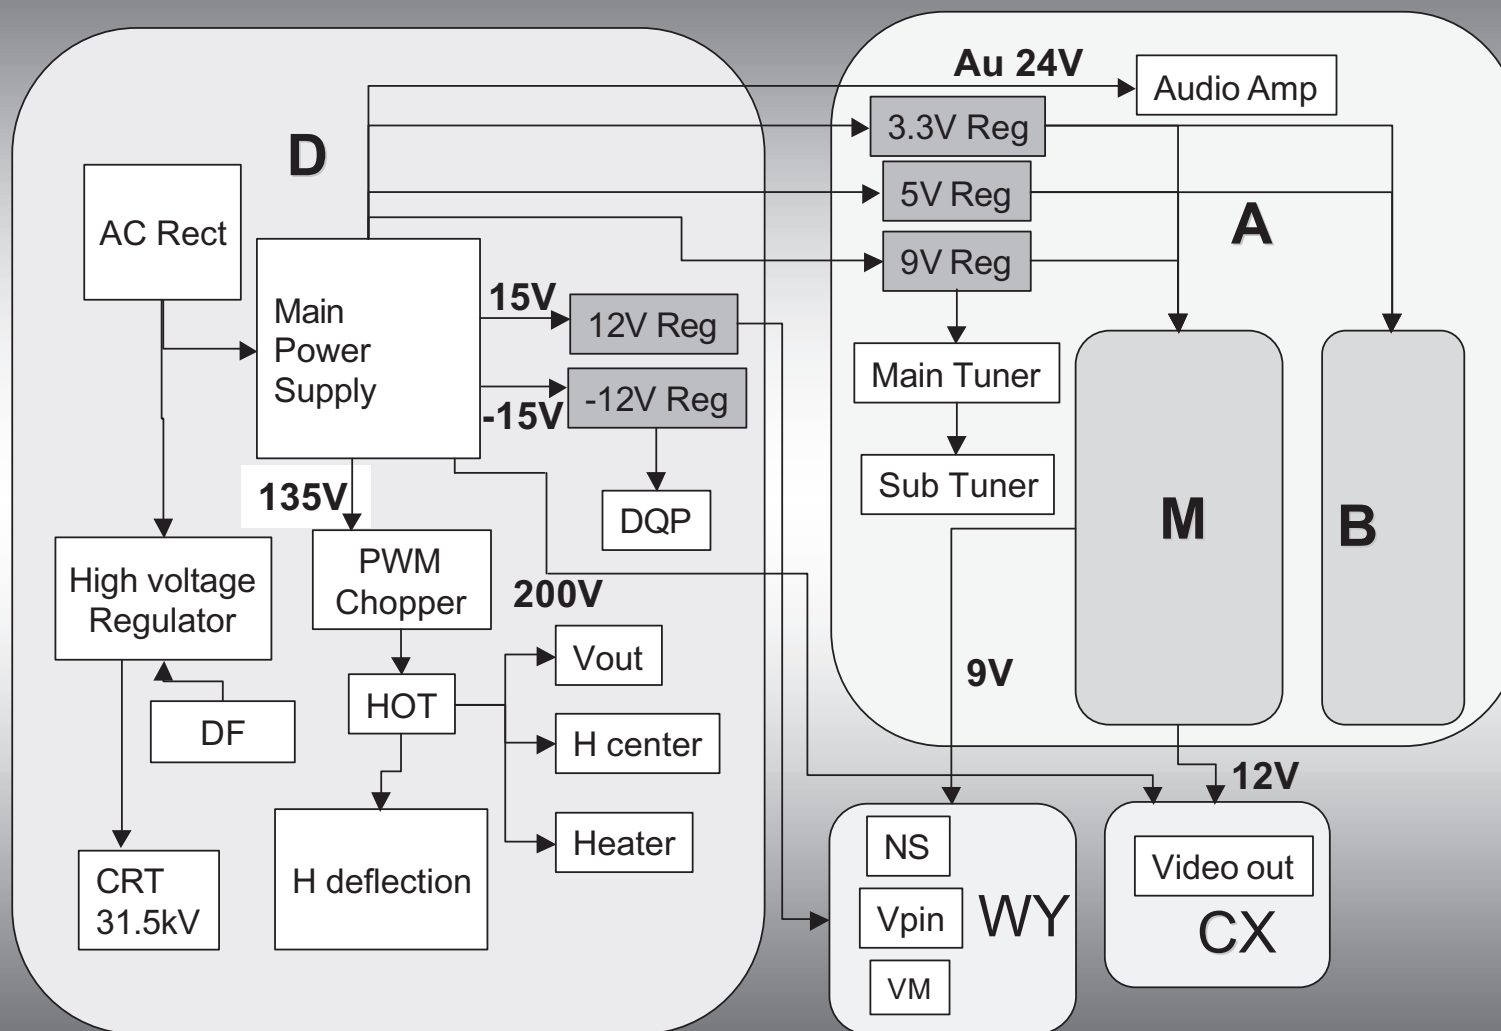 Au 24V
Audio Amp
D
3.3V Reg
5V Reg
A
AC Rect
9V Reg
Main
Power
Supply
15V
12V Reg
-15V
-12V Reg
Main Tuner
Sub Tuner
135V
DQP
M
B
High voltage
Regulator
PWM
Chopper
200V
Vout
9V
HOT
DF
H center
12V
Heater
NS
Video out
CRT
31.5kV
H deflection
Vpin
WY
CX
VM